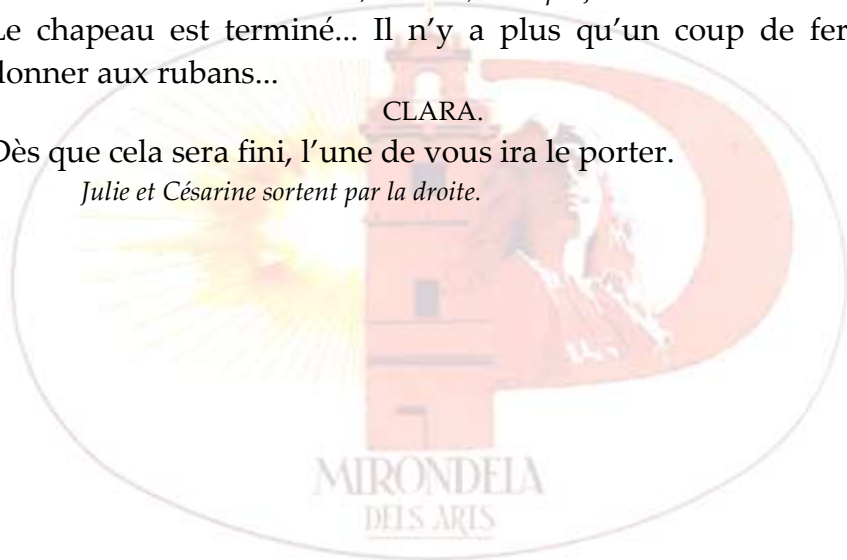 Le chapeau est terminé... Il n'y a plus qu'un coup de fer
donner aux rubans...
CLARA.
Dès que cela sera fini, l'une de vous ira le porter.
Julie et Césarine sortent par la droite.
MIRONDELA
DELS ARTS